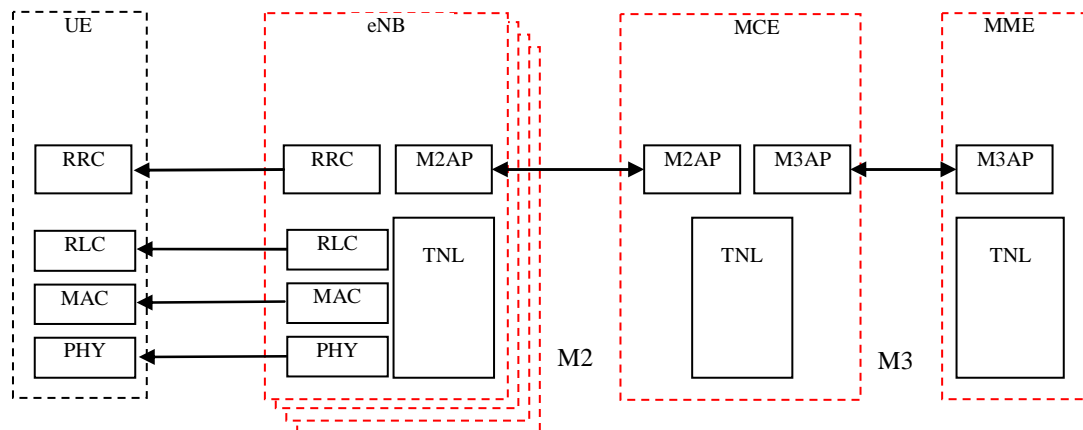 UE
eNB
MCE
MME
RRC
RRC
M2AP
M2AP
M3AP
M3AP
RLC
RLC
TNL
TNL
TNL
MAC
MAC
PHY
PHY
M2
M3